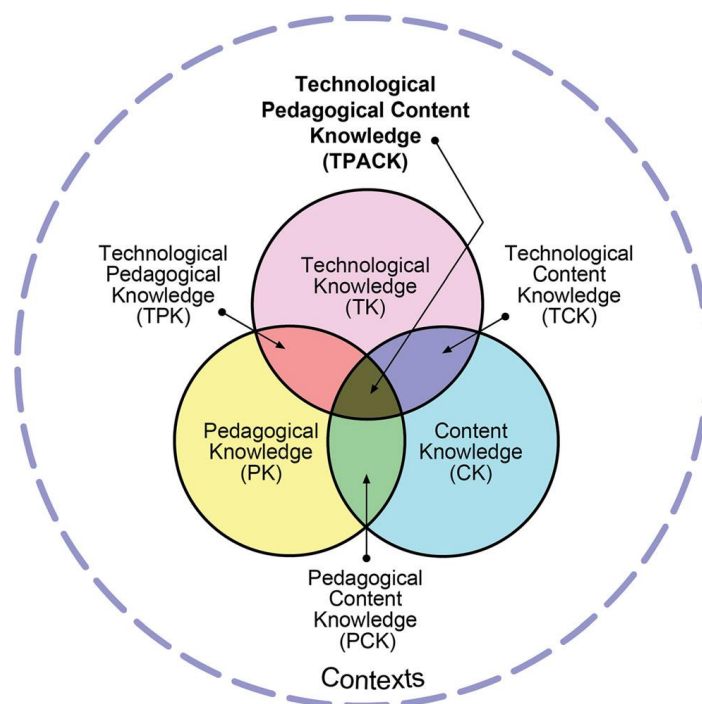 Technological
Pedagogical Content
Knowledge
(TPACK)
Technological
Pedagogical
Knowledge
(TPK)
Technological
Knowledge
(TK)
Technological
Content
Knowledge
(TCK)
Pedagogical
Knowledge
(PK)
Content
Knowledge
(CK)
Pedagogical
Content
Knowledge
(PCK)
Contexts